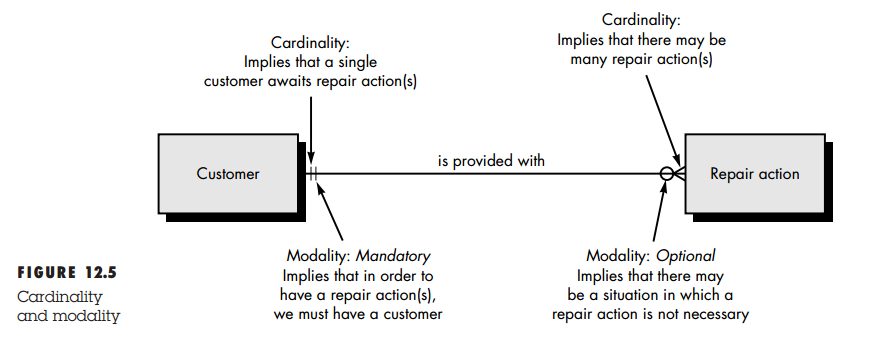 Cardinality:
Implies that a single
customer awaits repair action(s)
Cardinality:
Implies that there may be
many repair action(s)
Customer
is provided with
Repair action
Modality: Mandatory
Implies that in order to
have a repair action(s),
we must have a customer
Modality: Optional
Implies that there may
be a situation in which a
repair action is not necessary
FIGURE 12.5
Cardinality
and modality